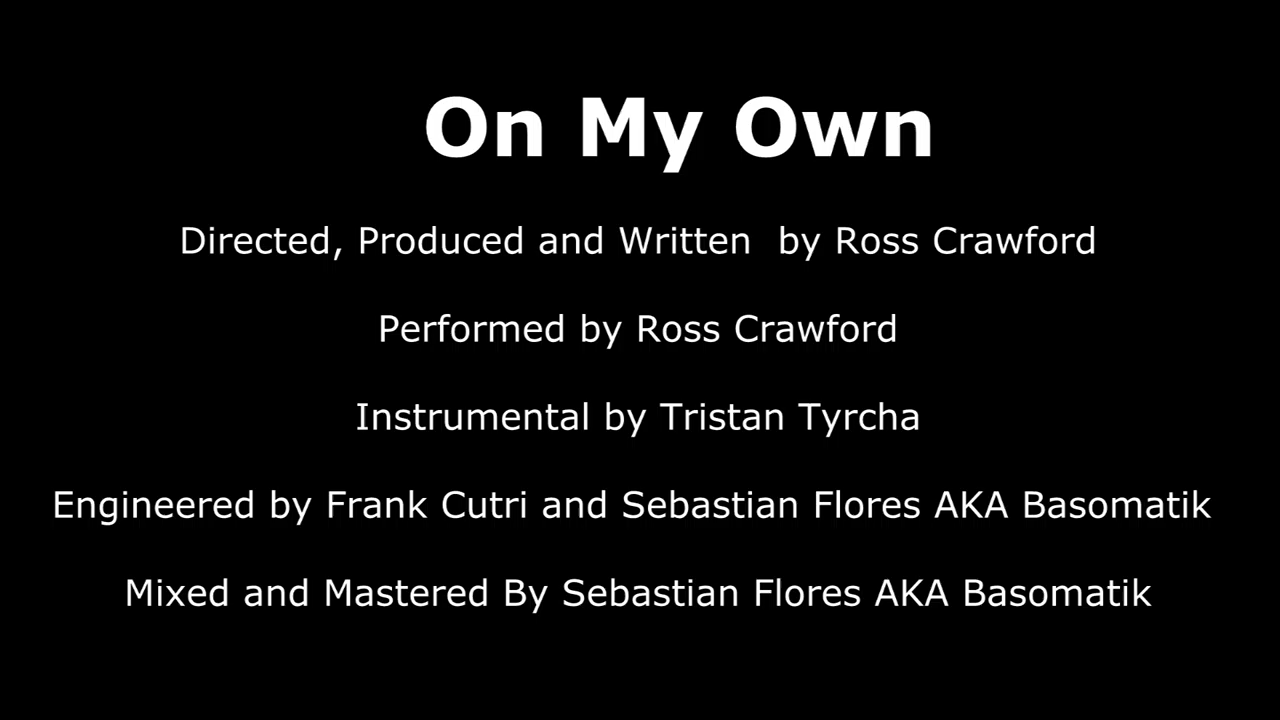 On My Own
Directed, Produced and Written  by Ross Crawford
Performed by Ross Crawford
Instrumental by Tristan Tyrcha
Engineered by Frank Cutri and Sebastian Flores AKA Basomatik
Mixed and Mastered By Sebastian Flores AKA Basomatik